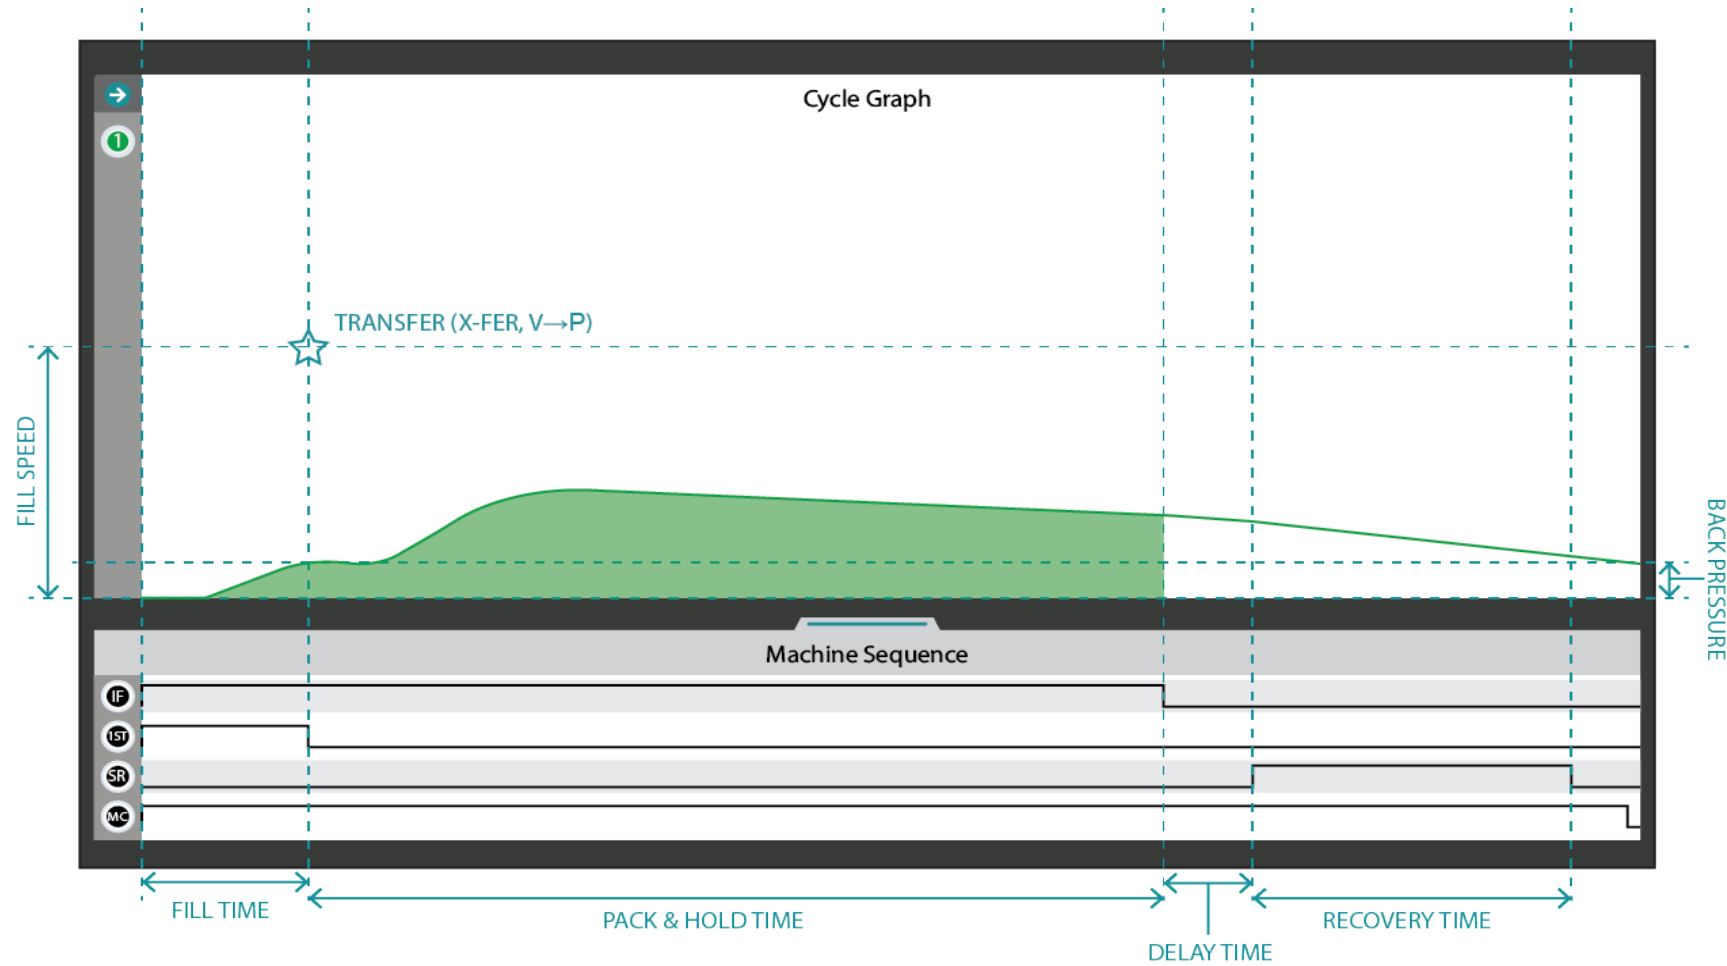 Cycle Graph
1
TRANSFER (X-FER, V→P)
FILL SPEED
BACK PRESSURE
Machine Sequence
IF
1ST
SR
MC
FILL TIME
PACK & HOLD TIME
DELAY TIME
RECOVERY TIME